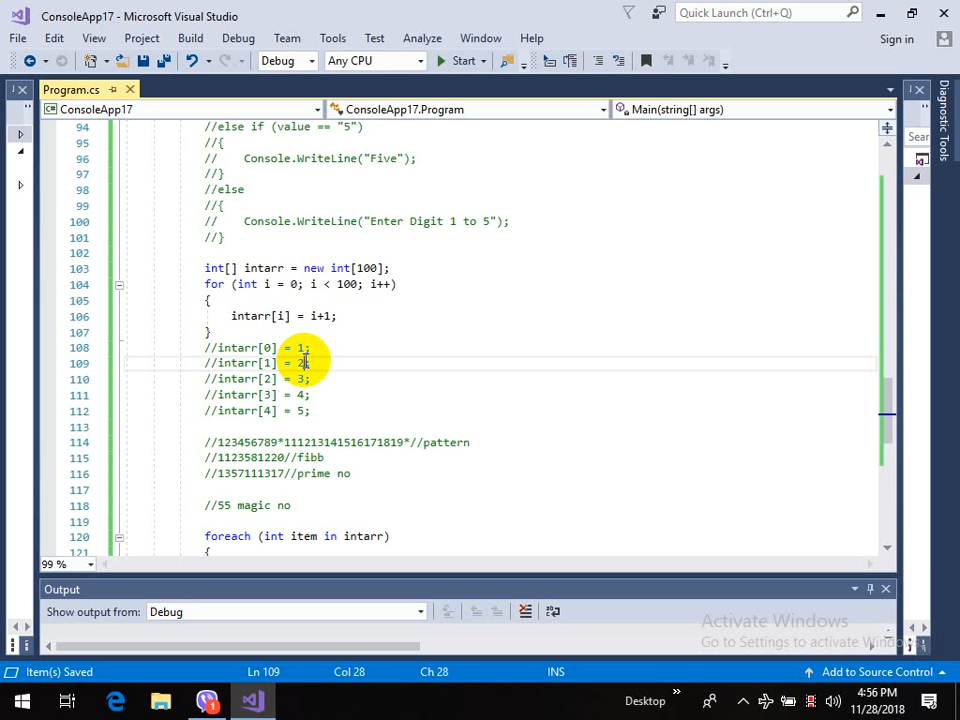 ConsoleApp17 - Microsoft Visual Studio
Quick Launch (Ctrl+Q)
File Edit View Project Build Debug Team Tools Test Analyze Window Help
Sign in
Debug Any CPU Start
Program.cs
ConsoleApp17 ConsoleApp17.Program Main(string[] args)
Diagnostic Tools
Sear
94 //else if (value == "5")
95 //{
96 //    Console.WriteLine("Five");
97 //}
98 //else
99 //{
100 //    Console.WriteLine("Enter Digit 1 to 5");
101 //}
102
103 int[] intarr = new int[100];
104 for (int i = 0; i < 100; i++)
105 {
106     intarr[i] = i+1;
107 }
108 //intarr[0] = 1;
109 //intarr[1] = 2;
110 //intarr[2] = 3;
111 //intarr[3] = 4;
112 //intarr[4] = 5;
113
114 //123456789*111213141516171819*//pattern
115 //1123581220//fibb
116 //1357111317//prime no
117
118 //55 magic no
119
120 foreach (int item in intarr)
121 {
99 %
Output
Show output from: Debug
Activate Windows
Go to Settings to activate Windows.
Item(s) Saved Ln 109 Col 28 Ch 28 INS Add to Source Control
Desktop
1
4:56 PM
11/28/2018